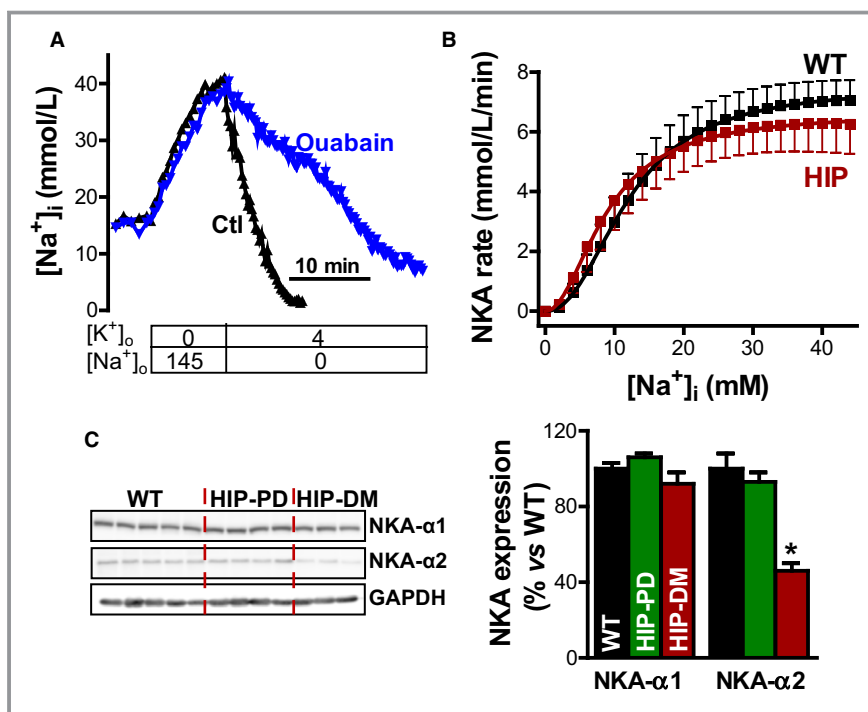 A
[Na⁺]ᵢ (mmol/L)
40
30
20
10
0
Ouabain
Ctl
10 min
[K⁺]ₒ 0 4
[Na⁺]ₒ 145 0
B
NKA rate (mmol/L/min)
8
6
4
2
0
WT
HIP
0 20 40
[Na⁺]ᵢ (mM)
C
WT HIP-PD HIP-DM
NKA-α1
NKA-α2
GAPDH
NKA expression
(% vs WT)
120
80
40
0
WT
HIP-PD
HIP-DM
*
NKA-α1 NKA-α2